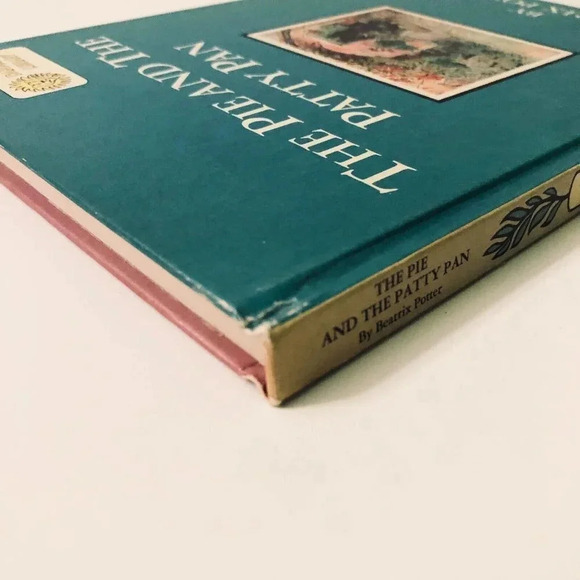 THE PIE AND THE
PATTY PAN
THE PIE
AND THE PATTY PAN
By Beatrix Potter